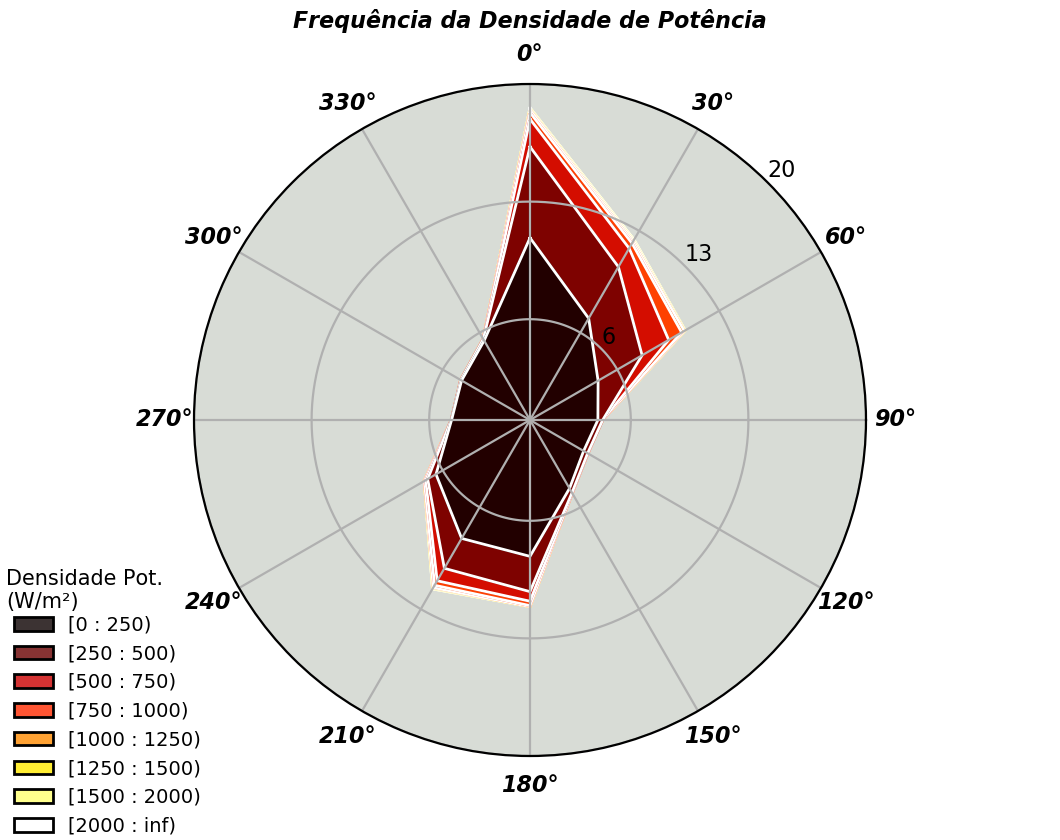 Frequência da Densidade de Potência
0°
30°
60°
90°
120°
150°
180°
210°
240°
270°
300°
330°
20
13
6
Densidade Pot.
(W/m²)
[0 : 250)
[250 : 500)
[500 : 750)
[750 : 1000)
[1000 : 1250)
[1250 : 1500)
[1500 : 2000)
[2000 : inf)